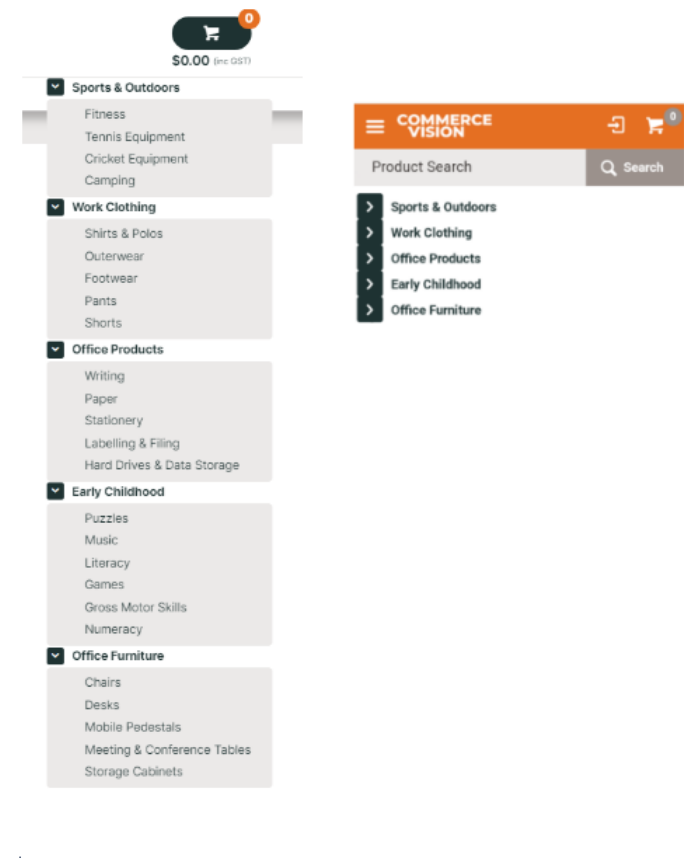 0
$0.00 (inc GST)
Sports & Outdoors
Fitness
Tennis Equipment
Cricket Equipment
Camping
Work Clothing
Shirts & Polos
Outerwear
Footwear
Pants
Shorts
Office Products
Writing
Paper
Stationery
Labelling & Filing
Hard Drives & Data Storage
Early Childhood
Puzzles
Music
Literacy
Games
Gross Motor Skills
Numeracy
Office Furniture
Chairs
Desks
Mobile Pedestals
Meeting & Conference Tables
Storage Cabinets
COMMERCE
VISION
0
Product Search
Search
Sports & Outdoors
Work Clothing
Office Products
Early Childhood
Office Furniture